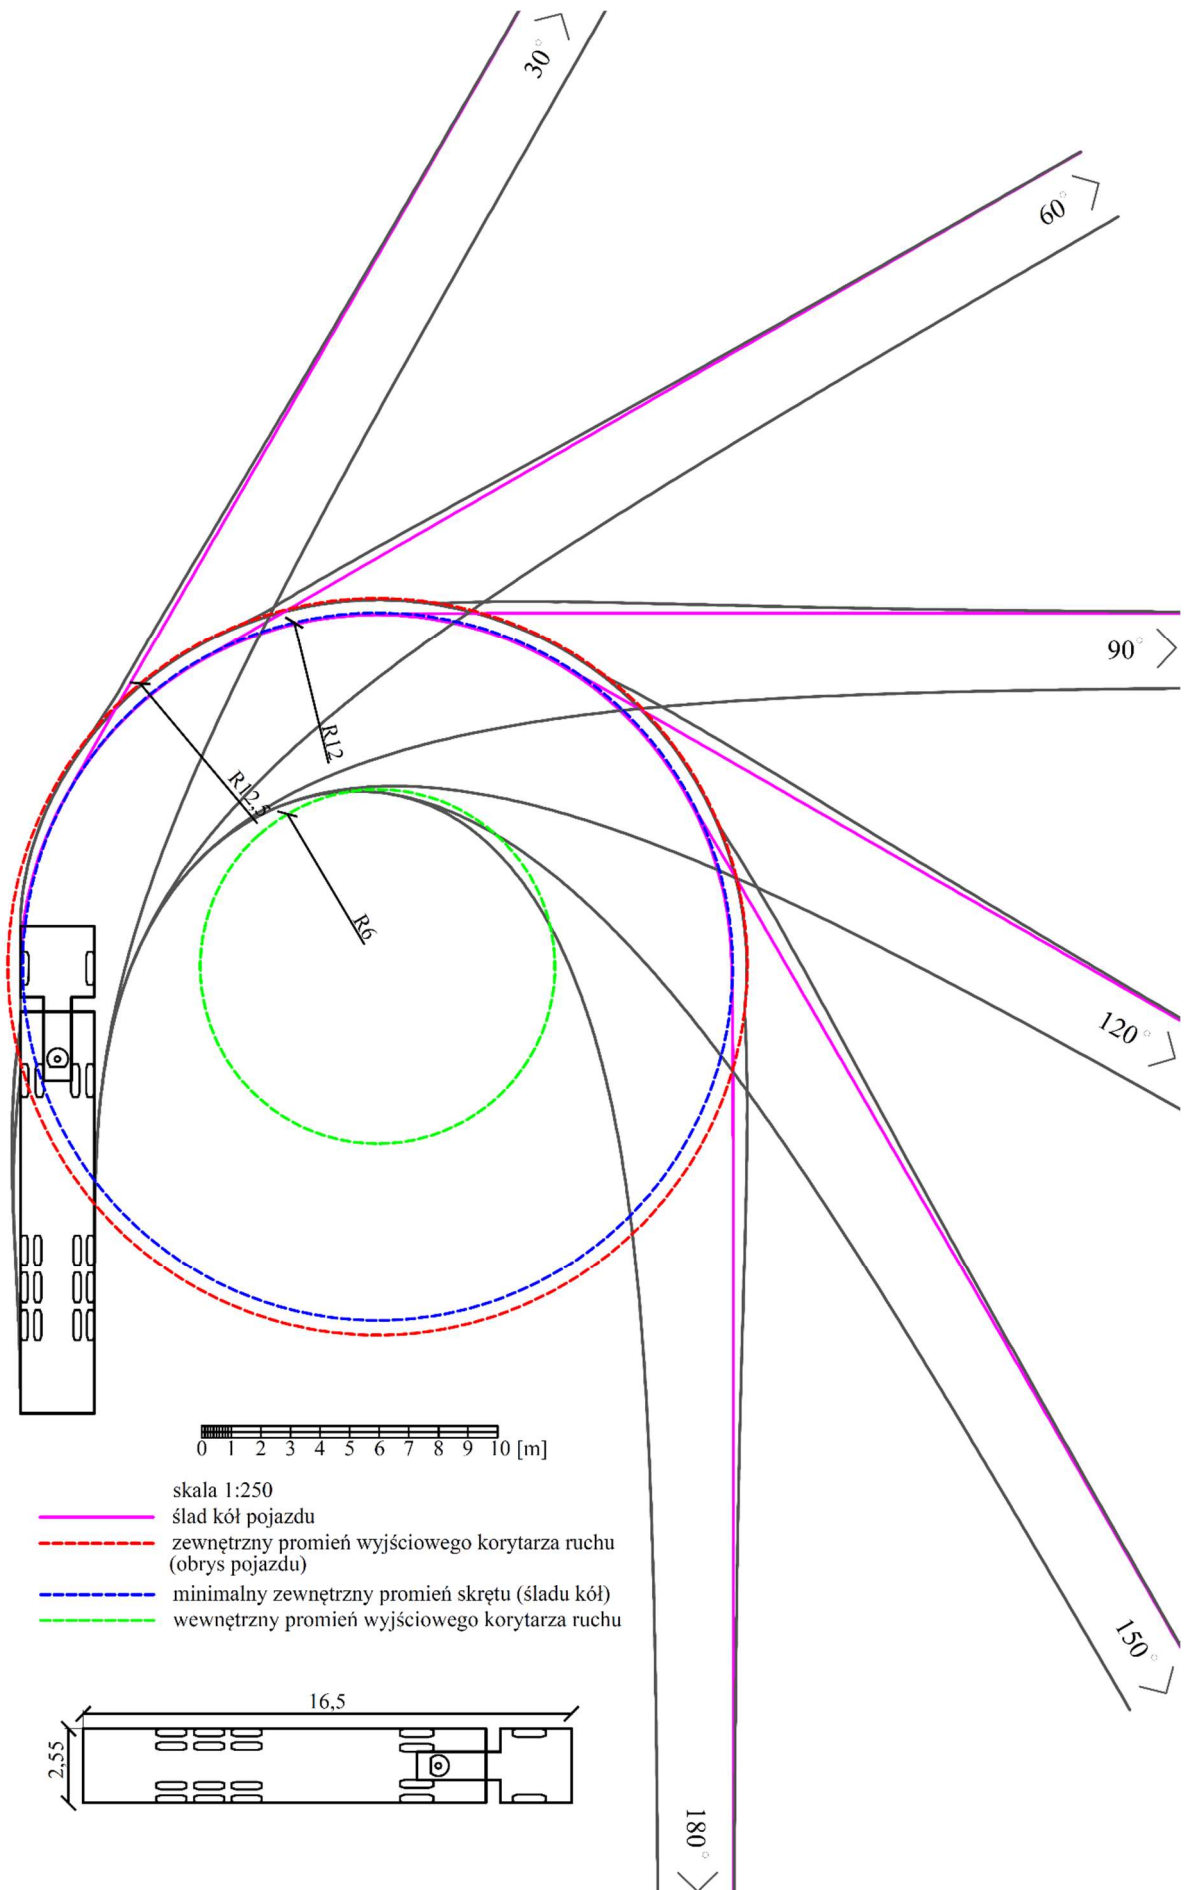 30°
60°
90°
R12
R12,5
R6
120°
0 1 2 3 4 5 6 7 8 9 10 [m]
skala 1:250
ślad kół pojazdu
zewnętrzny promień wyjściowego korytarza ruchu
(obrys pojazdu)
minimalny zewnętrzny promień skrętu (śladu kół)
wewnętrzny promień wyjściowego korytarza ruchu
150°
16,5
2,55
180°